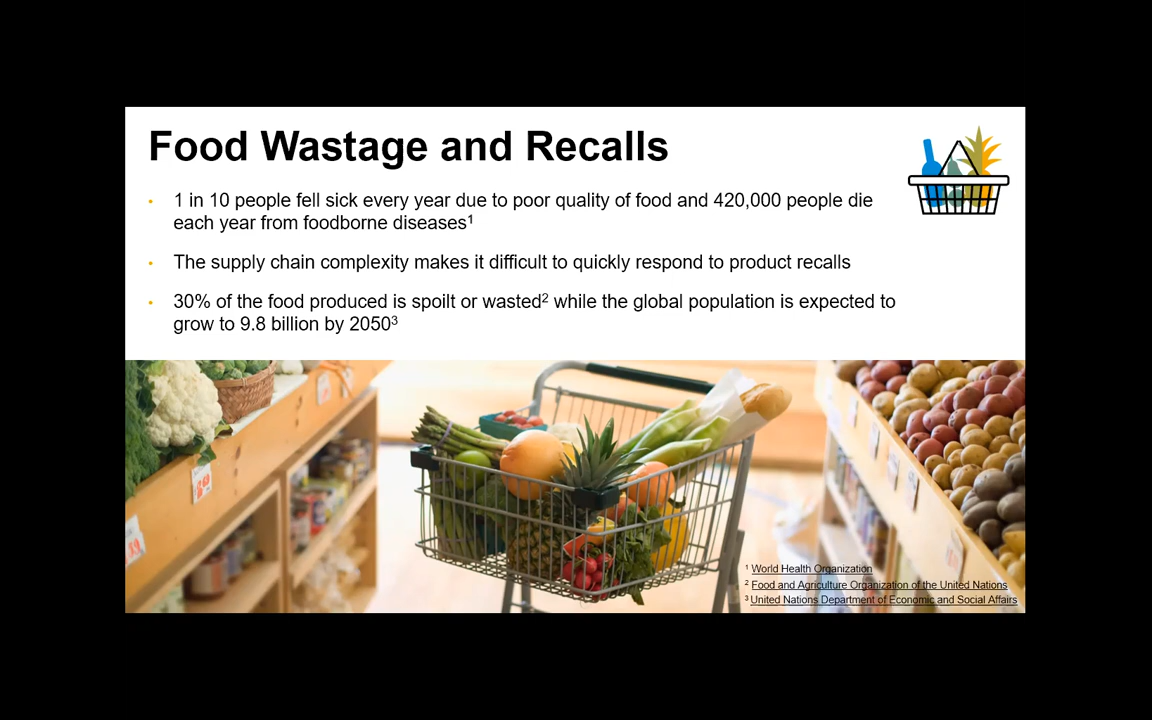 Food Wastage and Recalls
• 1 in 10 people fell sick every year due to poor quality of food and 420,000 people die
each year from foodborne diseases¹
• The supply chain complexity makes it difficult to quickly respond to product recalls
• 30% of the food produced is spoilt or wasted² while the global population is expected to
grow to 9.8 billion by 2050³
¹ World Health Organization
² Food and Agriculture Organization of the United Nations
³ United Nations Department of Economic and Social Affairs